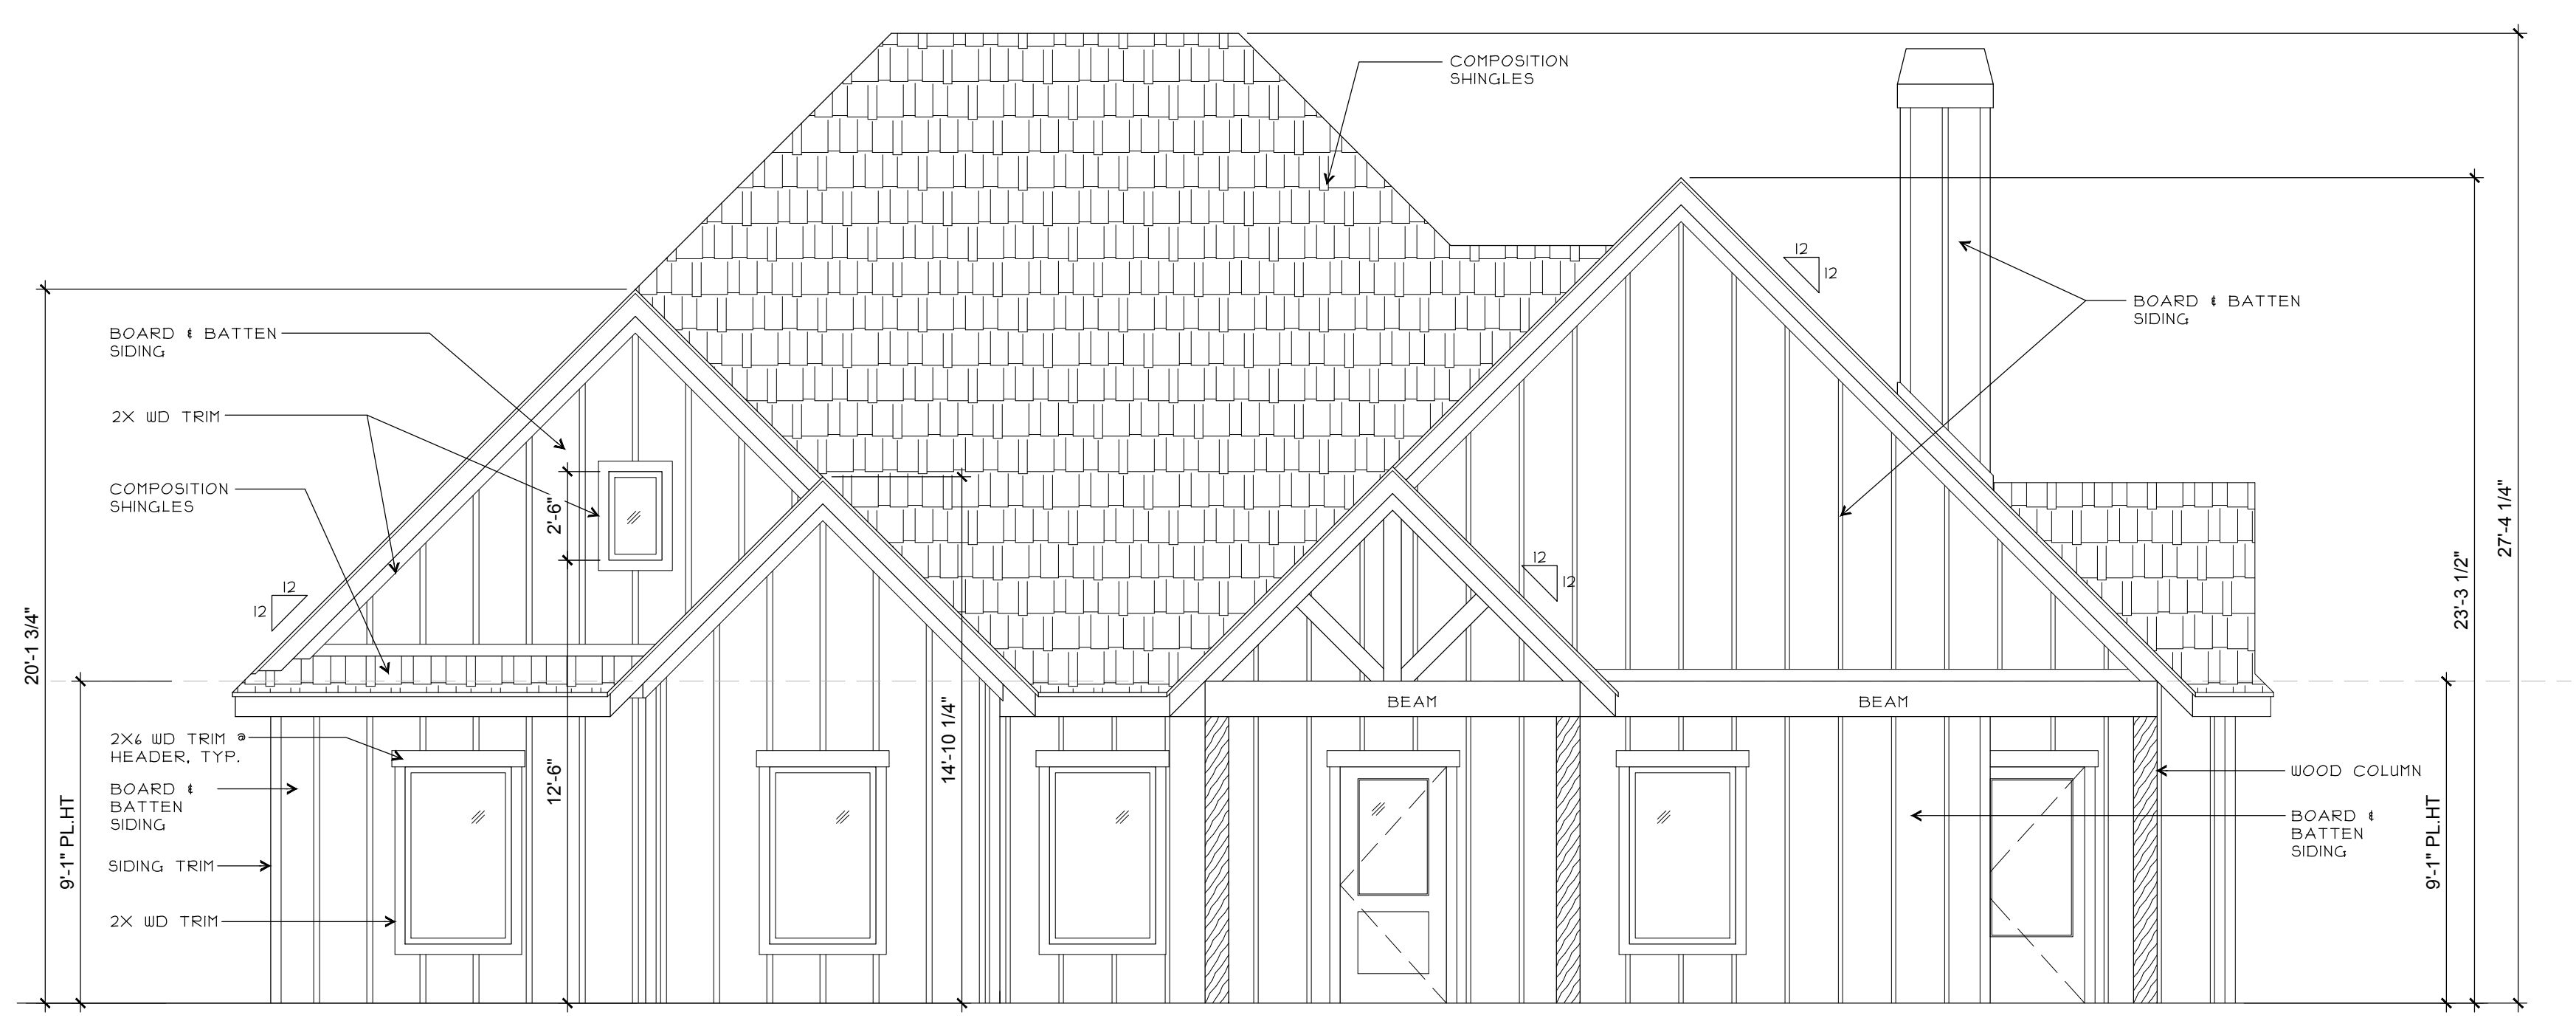 COMPOSITION
SHINGLES
12
12
BOARD & BATTEN
SIDING
BOARD & BATTEN
SIDING
2X WD TRIM
COMPOSITION
SHINGLES
2'-6"
12
12
12
12
20'-1 3/4"
23'-3 1/2"
27'-4 1/4"
BEAM
BEAM
2X6 WD TRIM @
HEADER, TYP.
BOARD &
BATTEN
SIDING
SIDING TRIM
2X WD TRIM
9'-1" PL.HT
12'-6"
14'-10 1/4"
WOOD COLUMN
BOARD &
BATTEN
SIDING
9'-1" PL.HT